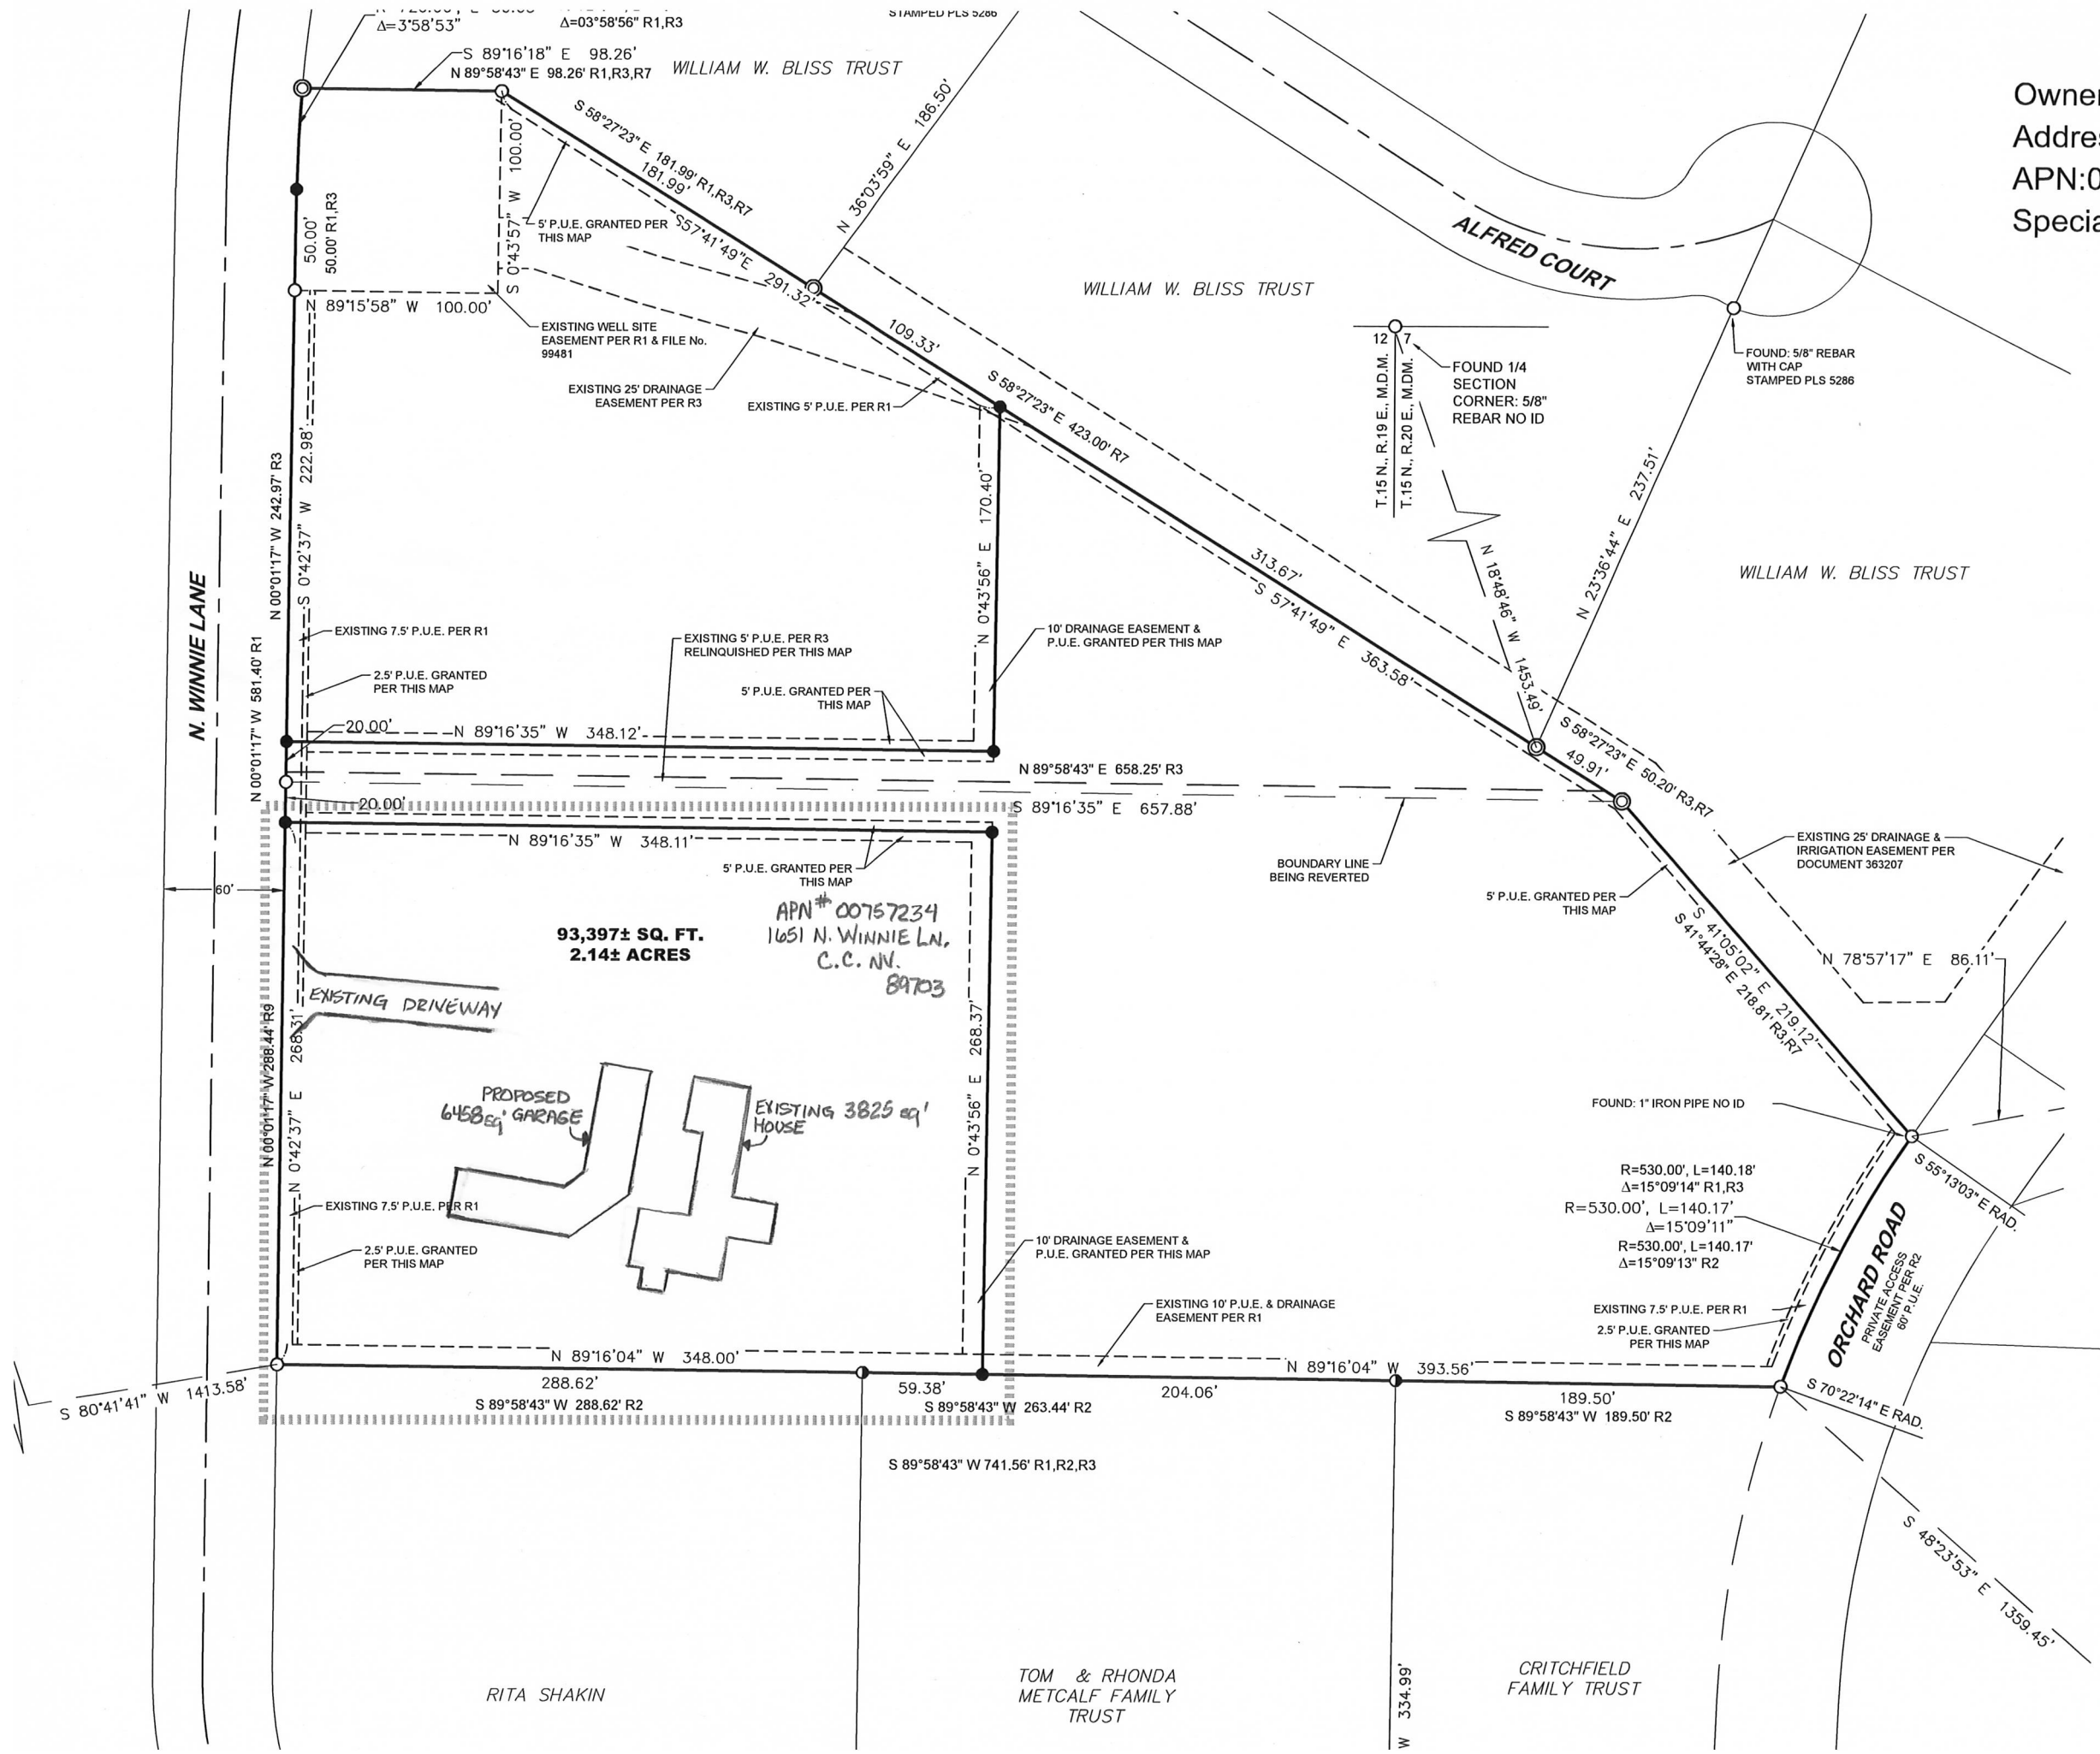 Δ=3°58'53"
Δ=03°58'56" R1,R3
STAMPED PLS 5286
S 89°16'18" E 98.26'
N 89°58'43" E 98.26' R1,R3,R7
WILLIAM W. BLISS TRUST
Owner
Addres
APN:0
Specia
S 58°27'23" E 181.99' R1,R3,R7
181.99'
S57°41'49"E 291.32'
N 36°03'59" E 186.50'
S 0°43'57" W 100.00'
5' P.U.E. GRANTED PER
THIS MAP
50.00'
50.00' R1,R3
N 89°15'58" W 100.00'
EXISTING WELL SITE
EASEMENT PER R1 & FILE No.
99481
EXISTING 25' DRAINAGE
EASEMENT PER R3
EXISTING 5' P.U.E. PER R1
109.33'
S 58°27'23" E 423.00' R7
WILLIAM W. BLISS TRUST
ALFRED COURT
12 7
T.15 N., R.19 E., M.D.M.
T.15 N., R.20 E., M.DM.
FOUND 1/4
SECTION
CORNER: 5/8"
REBAR NO ID
FOUND: 5/8" REBAR
WITH CAP
STAMPED PLS 5286
N 23°36'44" E 237.51'
N 18°48'46" W 1453.49'
WILLIAM W. BLISS TRUST
N. WINNIE LANE
N 00°01'17" W 242.97' R3
S 0°42'37" W 222.98'
N 00°01'17" W 581.40' R1
EXISTING 7.5' P.U.E. PER R1
2.5' P.U.E. GRANTED
PER THIS MAP
EXISTING 5' P.U.E. PER R3
RELINQUISHED PER THIS MAP
5' P.U.E. GRANTED PER
THIS MAP
N 0°43'56" E 170.40'
10' DRAINAGE EASEMENT &
P.U.E. GRANTED PER THIS MAP
313.67'
S 57°41'49" E 363.58'
20.00'
N 89°16'35" W 348.12'
N 89°58'43" E 658.25' R3
S 89°16'35" E 657.88'
S 58°27'23" E 50.20' R3,R7
49.91'
20.00'
N 89°16'35" W 348.11'
5' P.U.E. GRANTED PER
THIS MAP
BOUNDARY LINE
BEING REVERTED
EXISTING 25' DRAINAGE &
IRRIGATION EASEMENT PER
DOCUMENT 363207
5' P.U.E. GRANTED PER
THIS MAP
60'
93,397± SQ. FT.
2.14± ACRES
APN# 00757234
1651 N. WINNIE LN.
C.C. NV.
89703
EXISTING DRIVEWAY
S 41°05'02" E 219.12'
S 41°44'28" E 218.81' R3,R7
N 78°57'17" E 86.11'
N 00°01'17" W 288.44' R9
N 0°42'37" E 268.31'
N 0°43'56" E 268.37'
PROPOSED
6458 sq' GARAGE
EXISTING 3825 sq'
HOUSE
FOUND: 1" IRON PIPE NO ID
S 55°13'03" E RAD.
R=530.00', L=140.18'
Δ=15°09'14" R1,R3
R=530.00', L=140.17'
Δ=15°09'11"
R=530.00', L=140.17'
Δ=15°09'13" R2
ORCHARD ROAD
PRIVATE ACCESS
EASEMENT PER R2
60' P.U.E.
EXISTING 7.5' P.U.E. PER R1
2.5' P.U.E. GRANTED
PER THIS MAP
10' DRAINAGE EASEMENT &
P.U.E. GRANTED PER THIS MAP
EXISTING 10' P.U.E. & DRAINAGE
EASEMENT PER R1
EXISTING 7.5' P.U.E. PER R1
2.5' P.U.E. GRANTED
PER THIS MAP
N 89°16'04" W 348.00'
N 89°16'04" W 393.56'
S 80°41'41" W 1413.58'
288.62'
S 89°58'43" W 288.62' R2
59.38'
S 89°58'43" W 263.44' R2
204.06'
189.50'
S 89°58'43" W 189.50' R2
S 70°22'14" E RAD.
S 89°58'43" W 741.56' R1,R2,R3
S 48°23'53" E 1359.45'
RITA SHAKIN
TOM & RHONDA
METCALF FAMILY
TRUST
W 334.99'
CRITCHFIELD
FAMILY TRUST